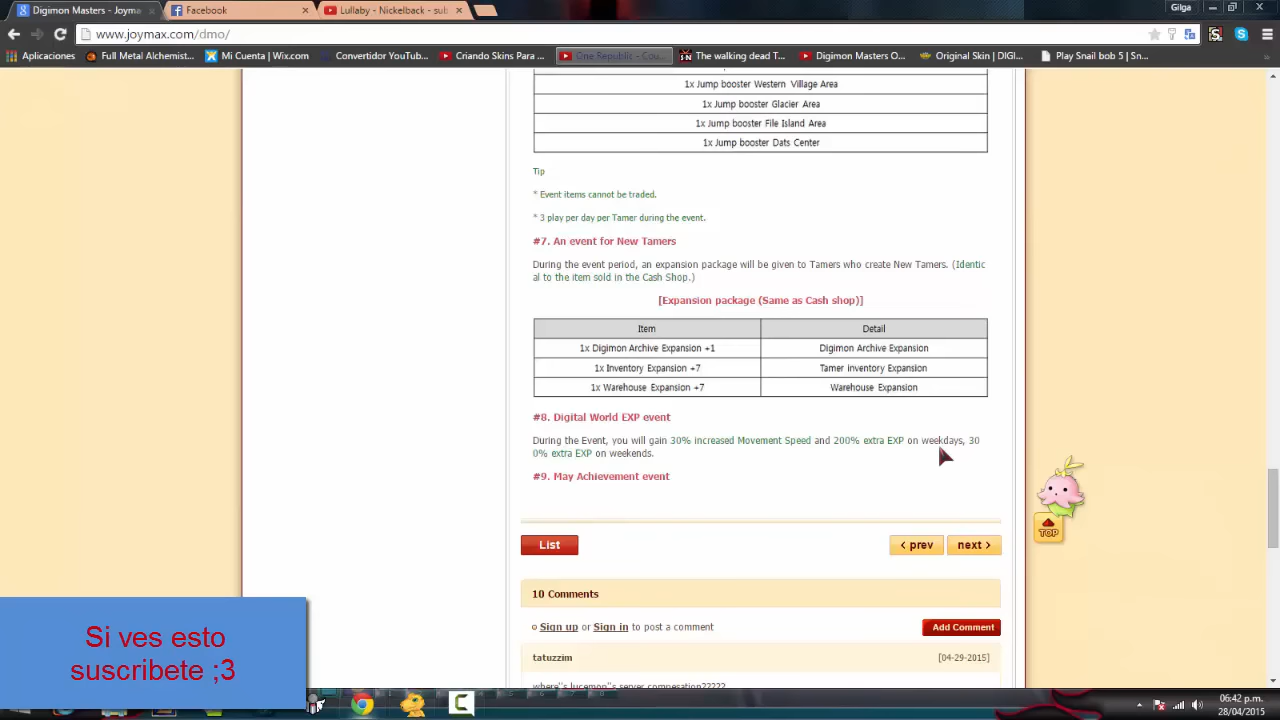 Digimon Masters - Joymax
Facebook
Lullaby - Nickelback - sub
Gilga
www.joymax.com/dmo/
Aplicaciones
Full Metal Alchemist...
Mi Cuenta | Wix.com
Convertidor YouTub...
Criando Skins Para ...
One Republic - Cou...
The walking dead T...
Digimon Masters O...
Original Skin | DIGI...
Play Snail bob 5 | Sn...
1x Jump booster Western Village Area
1x Jump booster Glacier Area
1x Jump booster File Island Area
1x Jump booster Dats Center
Tip
* Event items cannot be traded.
* 3 play per day per Tamer during the event.
#7. An event for New Tamers
During the event period, an expansion package will be given to Tamers who create New Tamers. (Identic
al to the item sold in the Cash Shop.)
[Expansion package (Same as Cash shop)]
Item Detail
1x Digimon Archive Expansion +1 Digimon Archive Expansion
1x Inventory Expansion +7 Tamer inventory Expansion
1x Warehouse Expansion +7 Warehouse Expansion
#8. Digital World EXP event
During the Event, you will gain 30% increased Movement Speed and 200% extra EXP on weekdays, 30
0% extra EXP on weekends.
#9. May Achievement event
TOP
List
< prev
next >
10 Comments
Sign up or Sign in to post a comment
Add Comment
tatuzzim
[04-29-2015]
where"s lucemon"s server compesation?????
Si ves esto
suscribete ;3
06:42 p.m.
28/04/2015